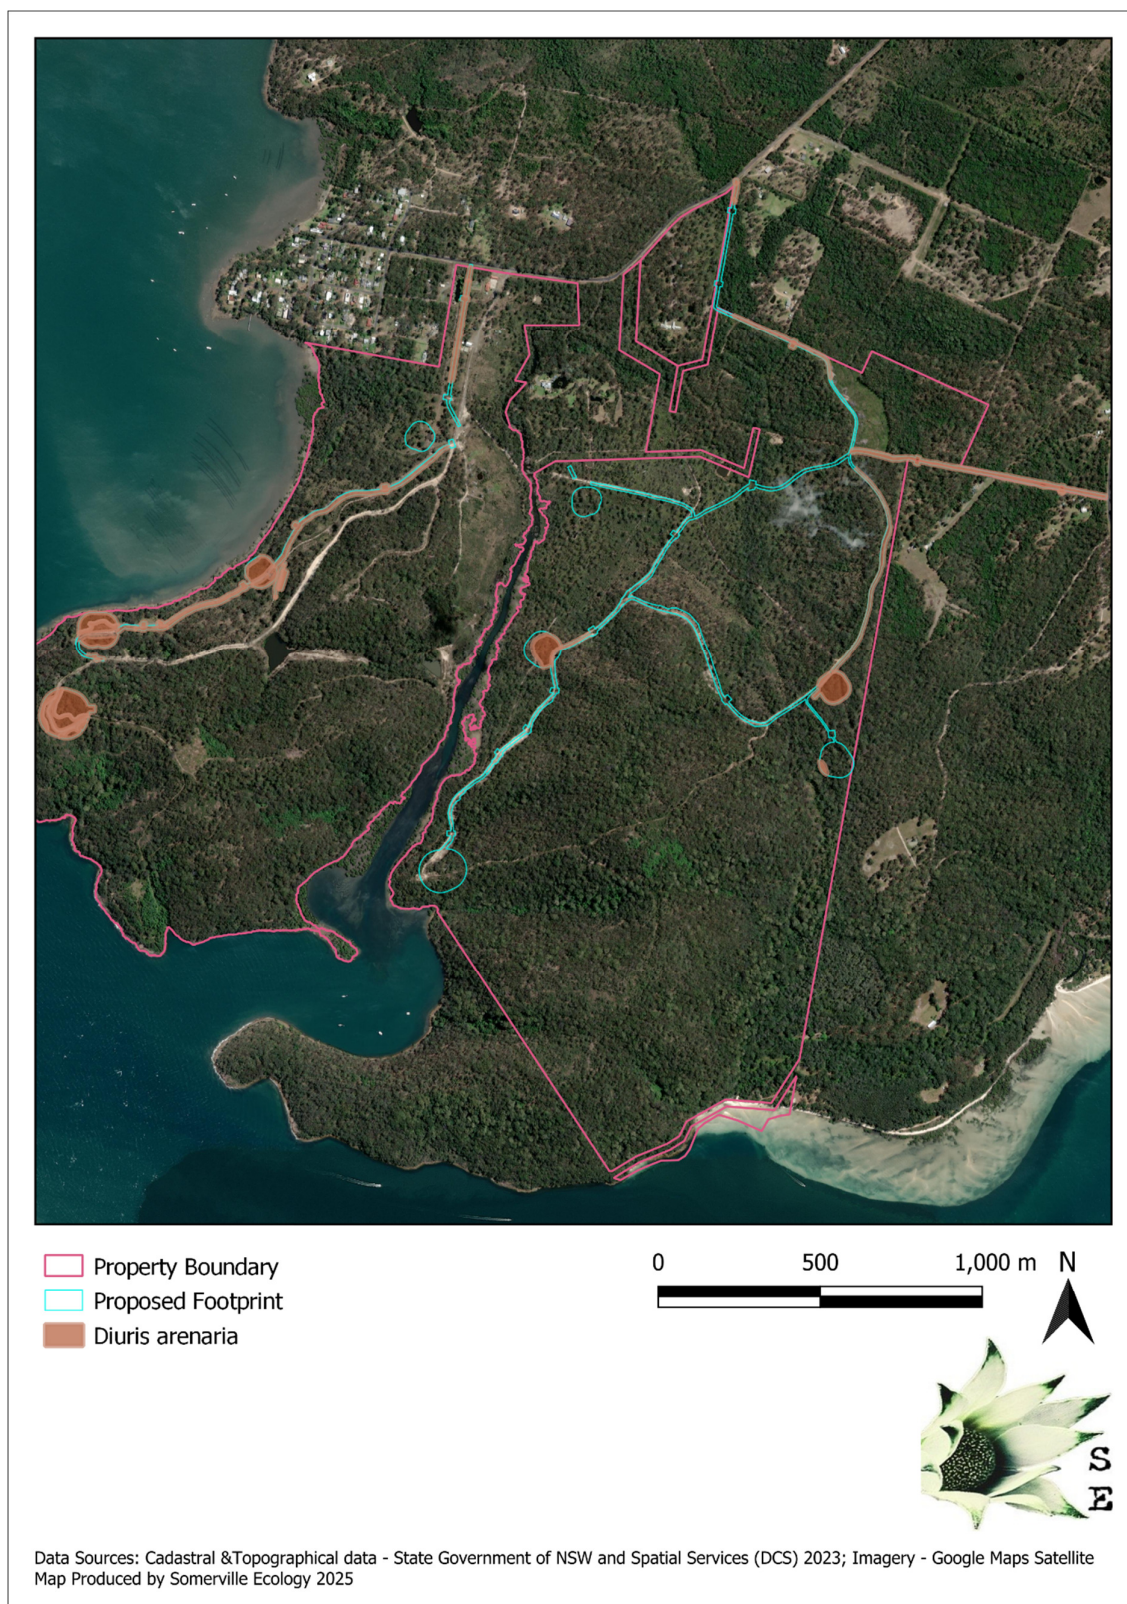 Property Boundary
Proposed Footprint
Diuris arenaria
0 500 1,000 m N
S
E
Data Sources: Cadastral &Topographical data - State Government of NSW and Spatial Services (DCS) 2023; Imagery - Google Maps Satellite
Map Produced by Somerville Ecology 2025